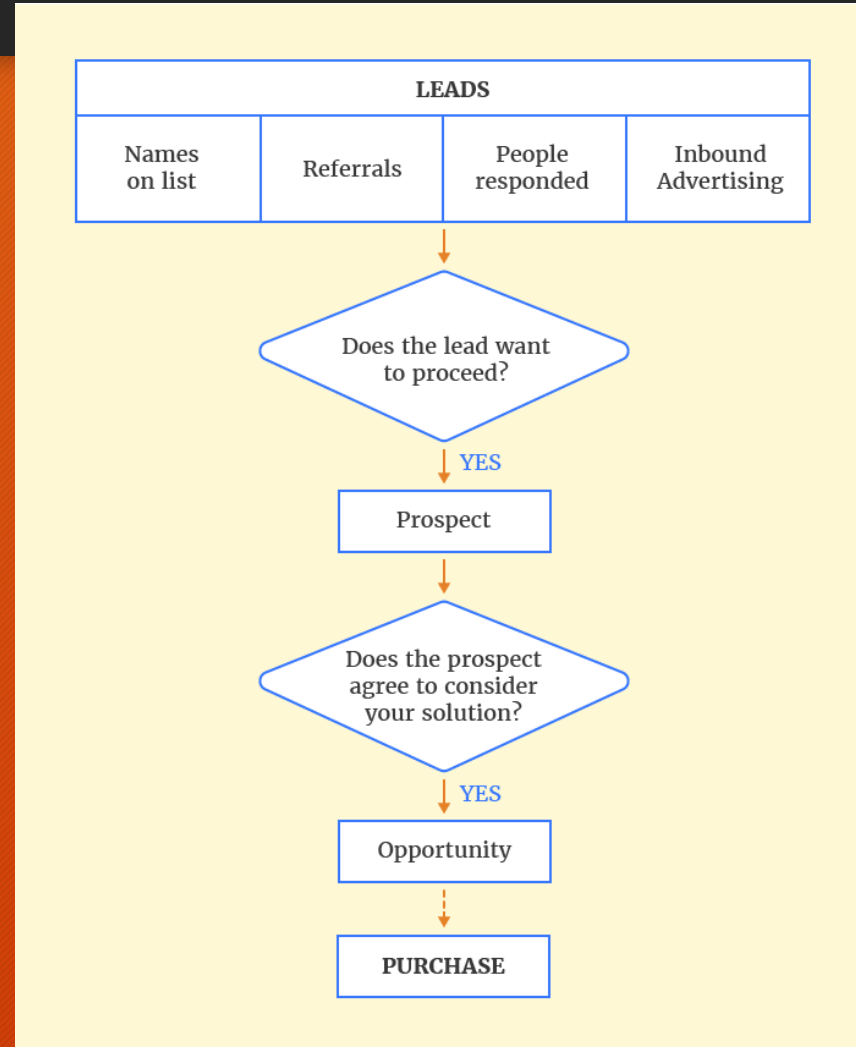 LEADS
Names
on list
Referrals
People
responded
Inbound
Advertising
Does the lead want
to proceed?
YES
Prospect
Does the prospect
agree to consider
your solution?
YES
Opportunity
PURCHASE